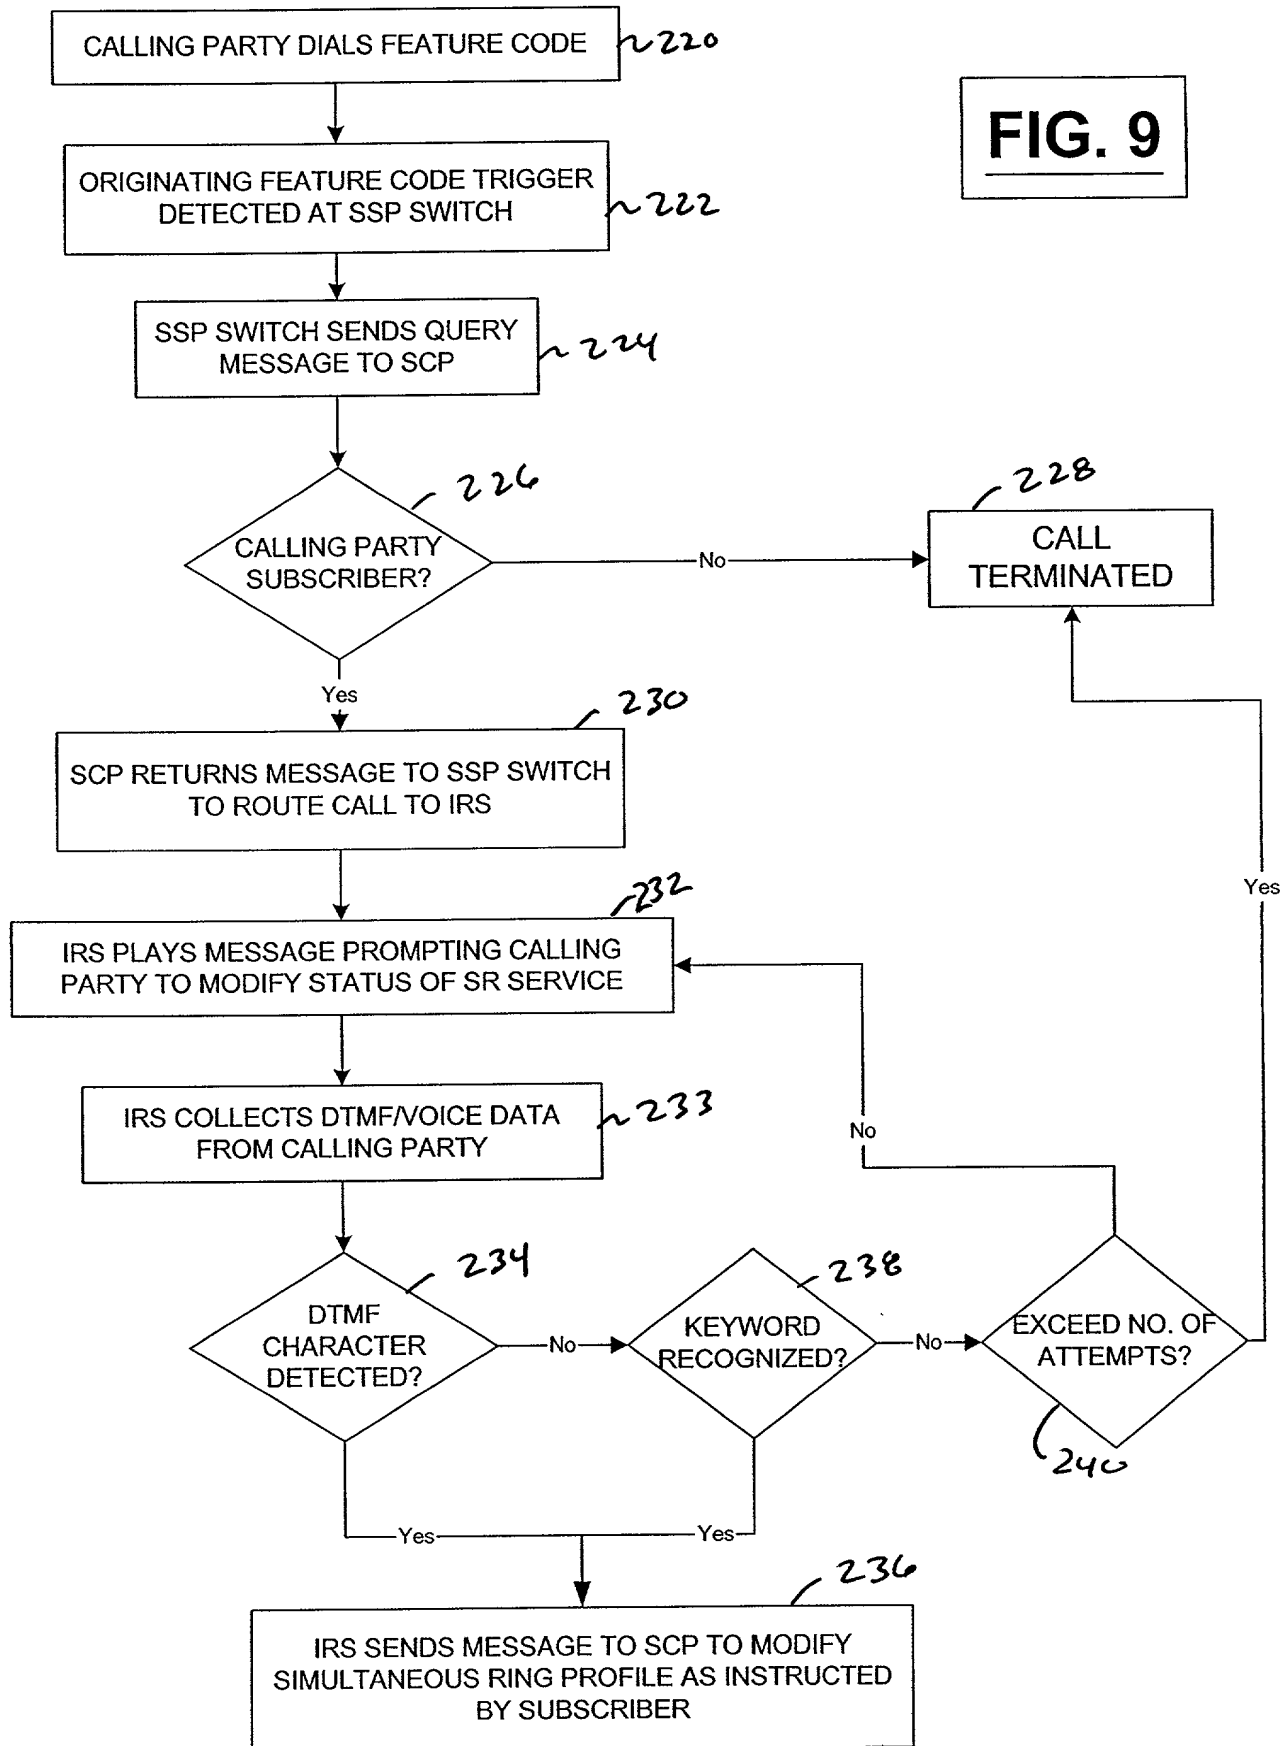 CALLING PARTY DIALS FEATURE CODE
220
FIG. 9
ORIGINATING FEATURE CODE TRIGGER
DETECTED AT SSP SWITCH
222
SSP SWITCH SENDS QUERY
MESSAGE TO SCP
224
226
CALLING PARTY
SUBSCRIBER?
No
228
CALL
TERMINATED
Yes
230
SCP RETURNS MESSAGE TO SSP SWITCH
TO ROUTE CALL TO IRS
Yes
232
IRS PLAYS MESSAGE PROMPTING CALLING
PARTY TO MODIFY STATUS OF SR SERVICE
IRS COLLECTS DTMF/VOICE DATA
FROM CALLING PARTY
233
No
234
DTMF
CHARACTER
DETECTED?
No
238
KEYWORD
RECOGNIZED?
No
EXCEED NO. OF
ATTEMPTS?
240
Yes
Yes
236
IRS SENDS MESSAGE TO SCP TO MODIFY
SIMULTANEOUS RING PROFILE AS INSTRUCTED
BY SUBSCRIBER